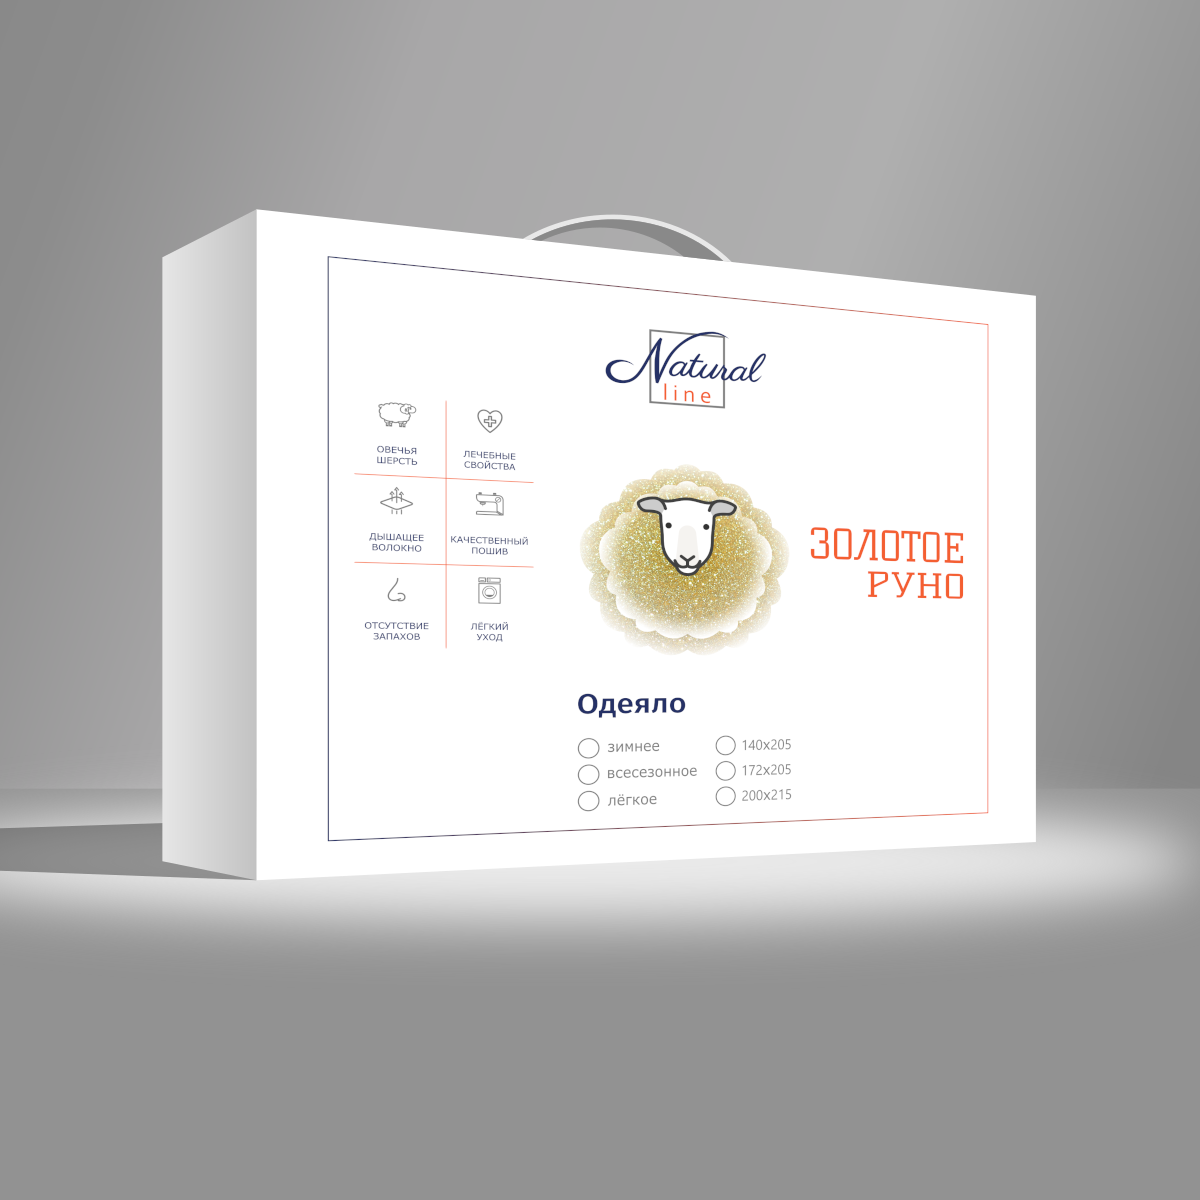 Natural
line
ОВЕЧЬЯ
ШЕРСТЬ
ЛЕЧЕБНЫЕ
СВОЙСТВА
ДЫШАЩЕЕ
ВОЛОКНО
КАЧЕСТВЕННЫЙ
ПОШИВ
ОТСУТСТВИЕ
ЗАПАХОВ
ЛЁГКИЙ
УХОД
ЗОЛОТОЕ
РУНО
Одеяло
зимнее
всесезонное
лёгкое
140x205
172x205
200x215